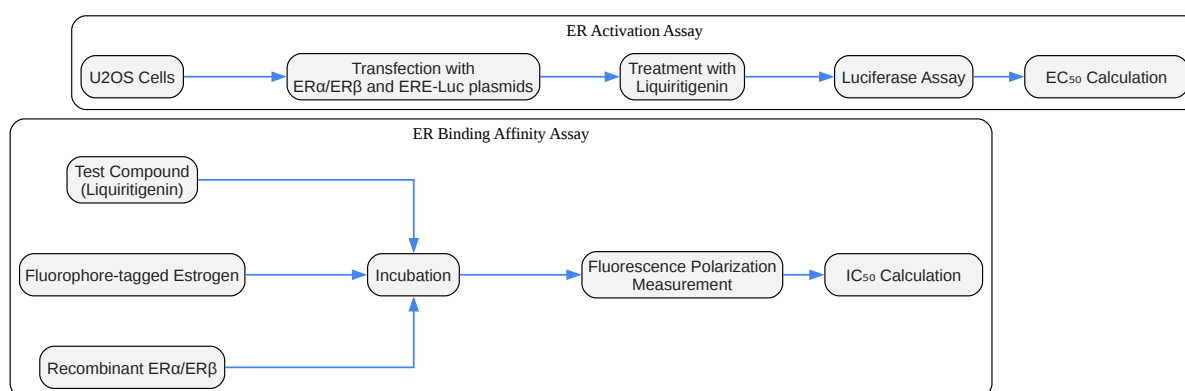 ER Activation Assay
U2OS Cells
Transfection with
ERα/ERβ and ERE-Luc plasmids
Treatment with
Liquiritigenin
Luciferase Assay
EC₅₀ Calculation
ER Binding Affinity Assay
Test Compound
(Liquiritigenin)
Fluorophore-tagged Estrogen
Incubation
Fluorescence Polarization
Measurement
IC₅₀ Calculation
Recombinant ERα/ERβ